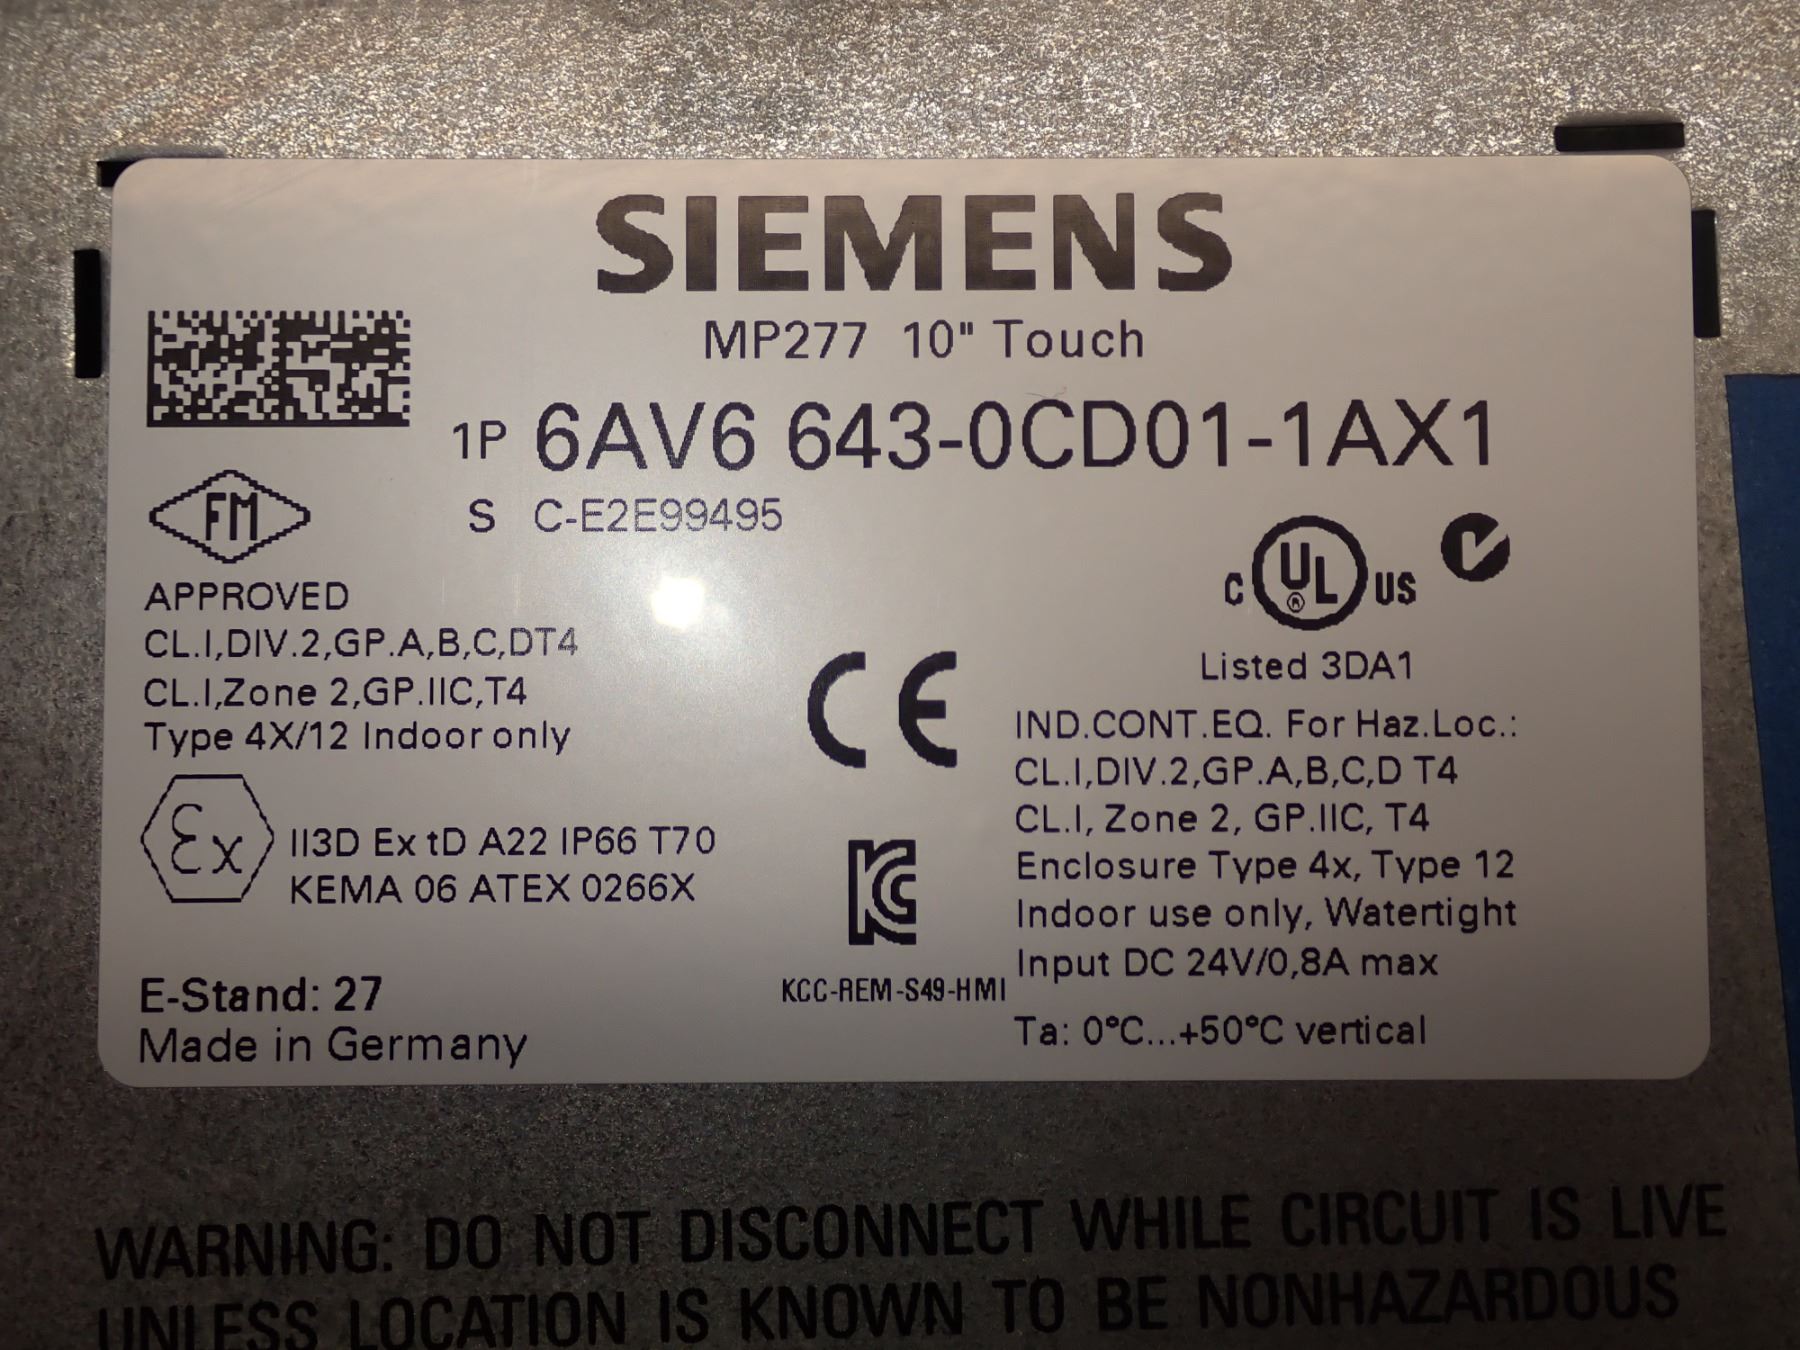 SIEMENS
MP277 10" Touch
1P 6AV6 643-0CD01-1AX1
S C-E2E99495
FM
APPROVED
CL.I,DIV.2,GP.A,B,C,DT4
CL.I,Zone 2,GP.IIC,T4
Type 4X/12 Indoor only
Ex
II3D Ex tD A22 IP66 T70
KEMA 06 ATEX 0266X
E-Stand: 27
Made in Germany
CE
KC
KCC-REM-S49-HMI
C UL ® US
Listed 3DA1
IND.CONT.EQ. For Haz.Loc.:
CL.I,DIV.2,GP.A,B,C,D T4
CL.I, Zone 2, GP.IIC, T4
Enclosure Type 4x, Type 12
Indoor use only, Watertight
Input DC 24V/0,8A max
Ta: 0°C...+50°C vertical
WARNING: DO NOT DISCONNECT WHILE CIRCUIT IS LIVE
UNLESS LOCATION IS KNOWN TO BE NONHAZARDOUS